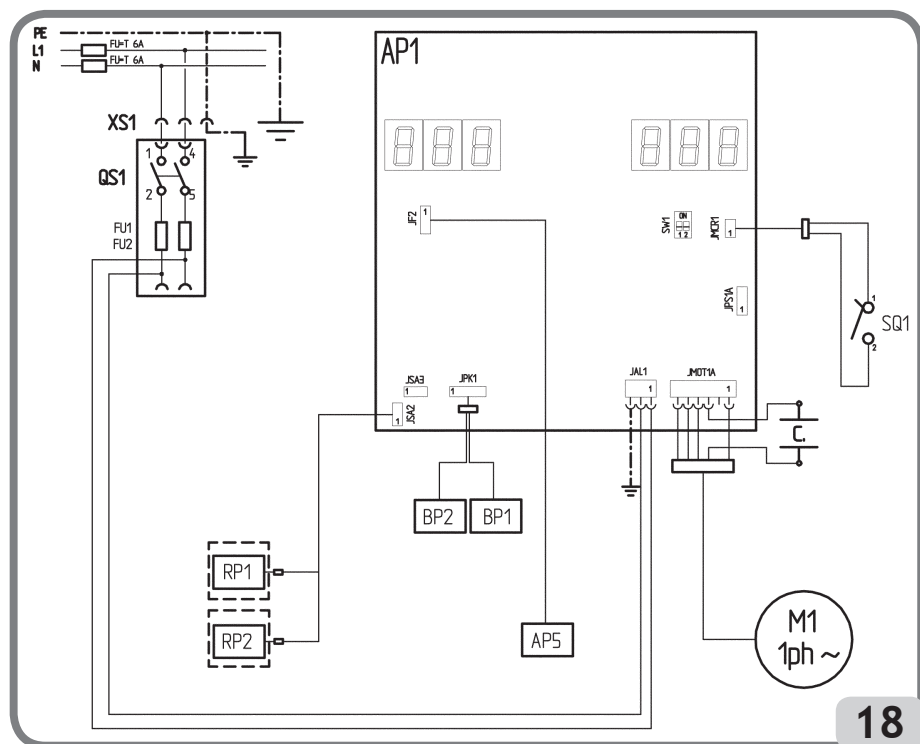 PE
L1 FU=T 6A
N FU=T 6A
XS1
1 4
QS1
2 5
FU1
FU2
AP1
JF2 1
SW1 ON 1 2
JMCR1 1
JPS1A 1
SQ1 1 2
JSA3 1
JPK1 1
JSA2 1
JAL1 1
JMOT1A 1
C.
BP2 BP1
RP1
RP2
AP5
M1
1ph ~
18